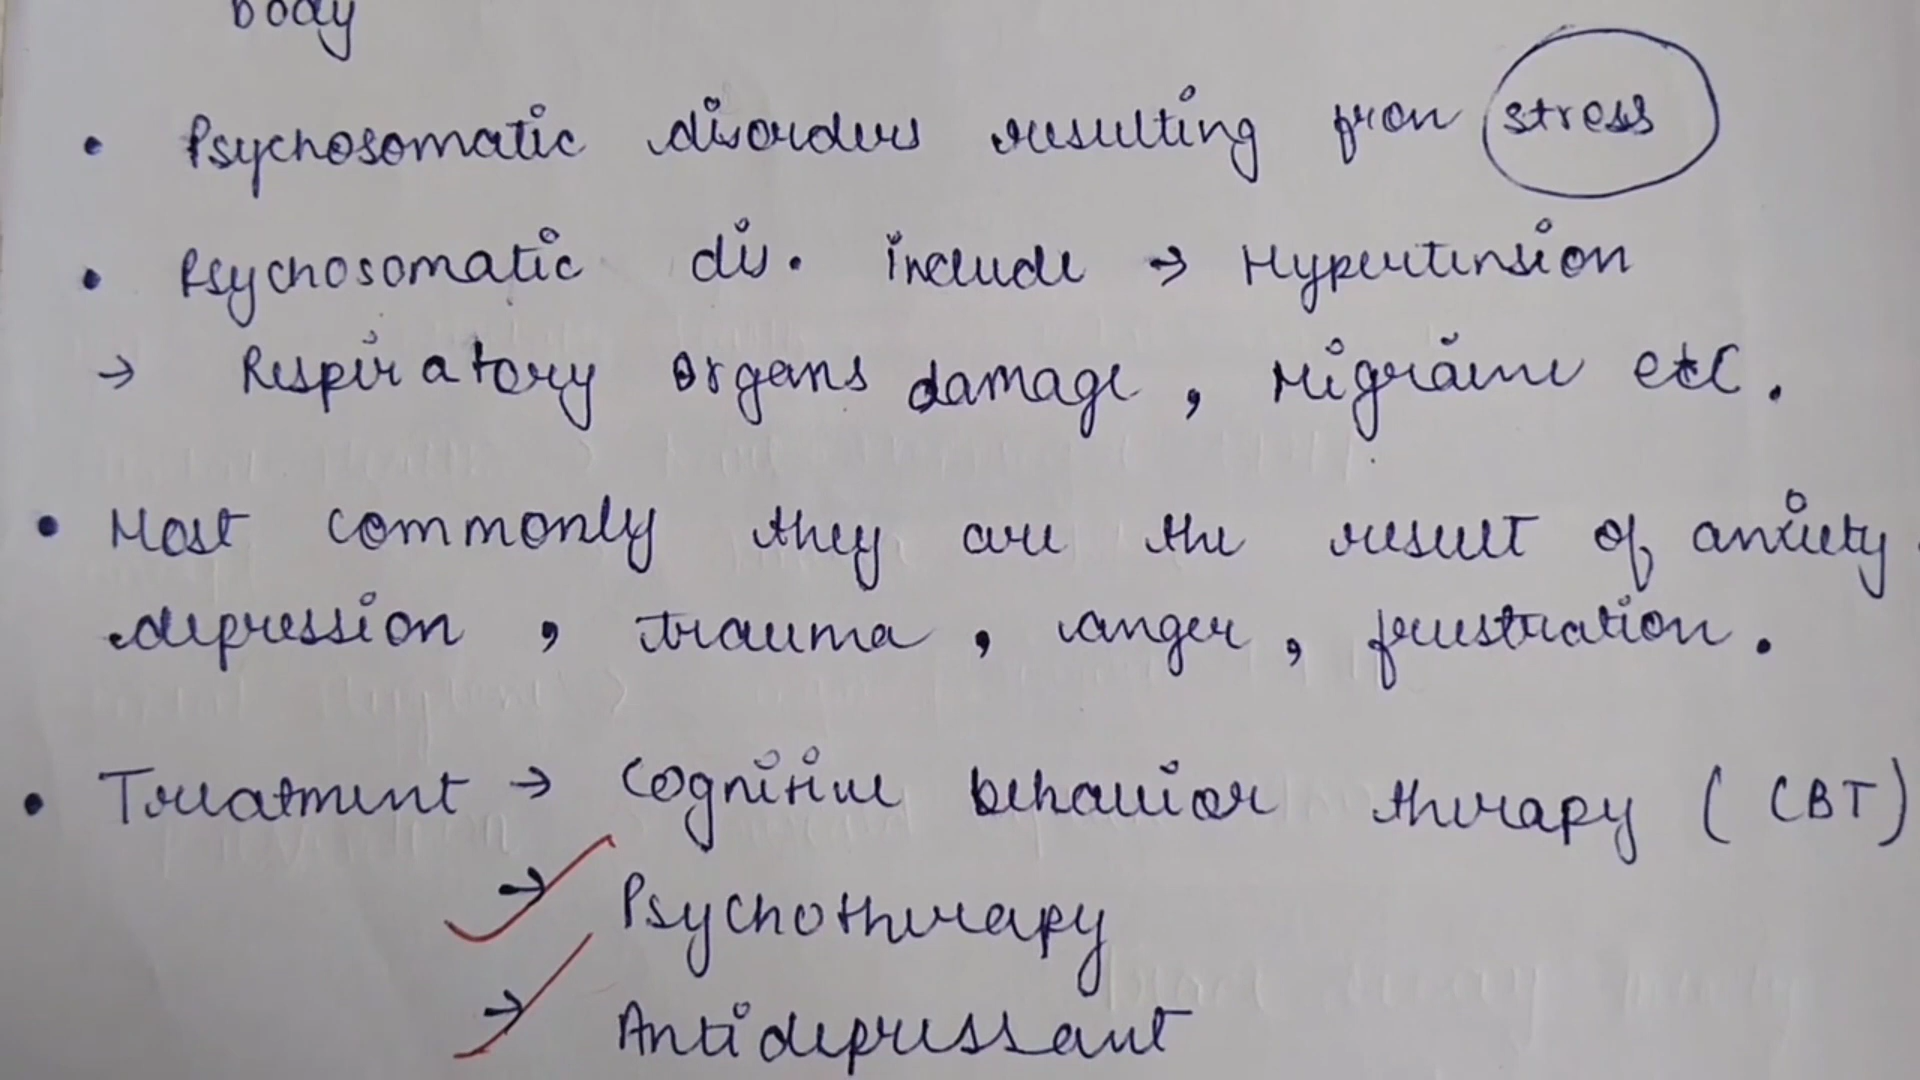 body
• Psychosomatic disorders resulting from stress
• Psychosomatic dis. include → Hypertension
→ Respiratory organs damage, Migraine etc.
• Most commonly they are the result of anxiety
depression, trauma, anger, frustration.
• Treatment → Cognitive behavior therapy (CBT)
→ Psychotherapy
→ Antidepressant